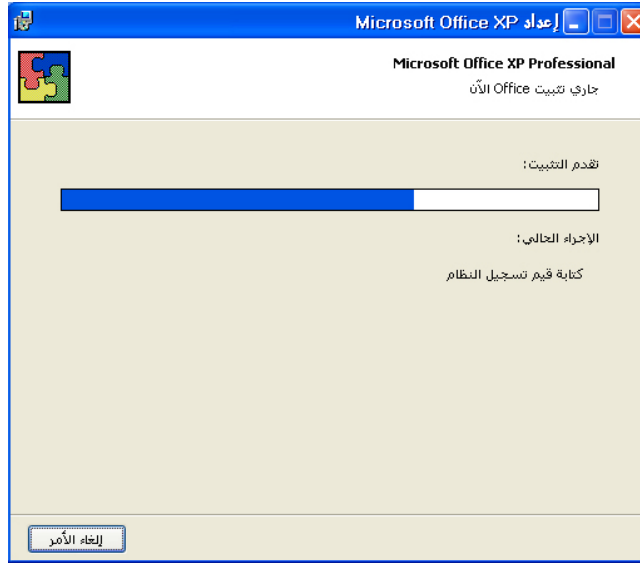 إعداد Microsoft Office XP
Microsoft Office XP Professional
جاري تثبيت Office الآن
تقدم التثبيت:
الإجراء الحالي:
كتابة قيم تسجيل النظام
إلغاء الأمر